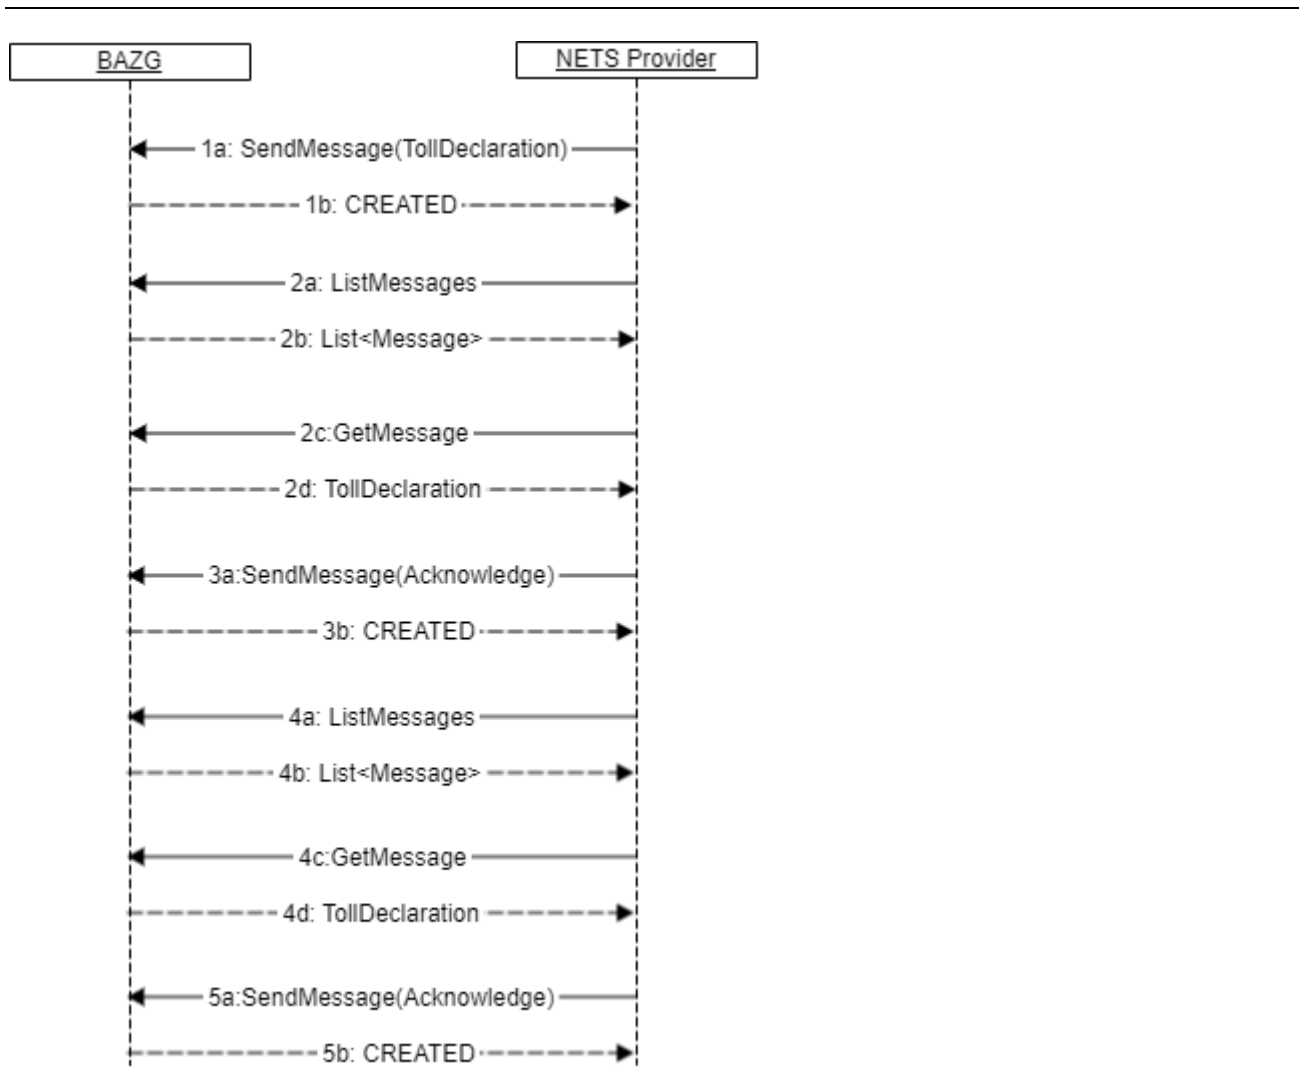 BAZG
NETS Provider
1a: SendMessage(TollDeclaration)
1b: CREATED
2a: ListMessages
2b: List<Message>
2c:GetMessage
2d: TollDeclaration
3a:SendMessage(Acknowledge)
3b: CREATED
4a: ListMessages
4b: List<Message>
4c:GetMessage
4d: TollDeclaration
5a:SendMessage(Acknowledge)
5b: CREATED